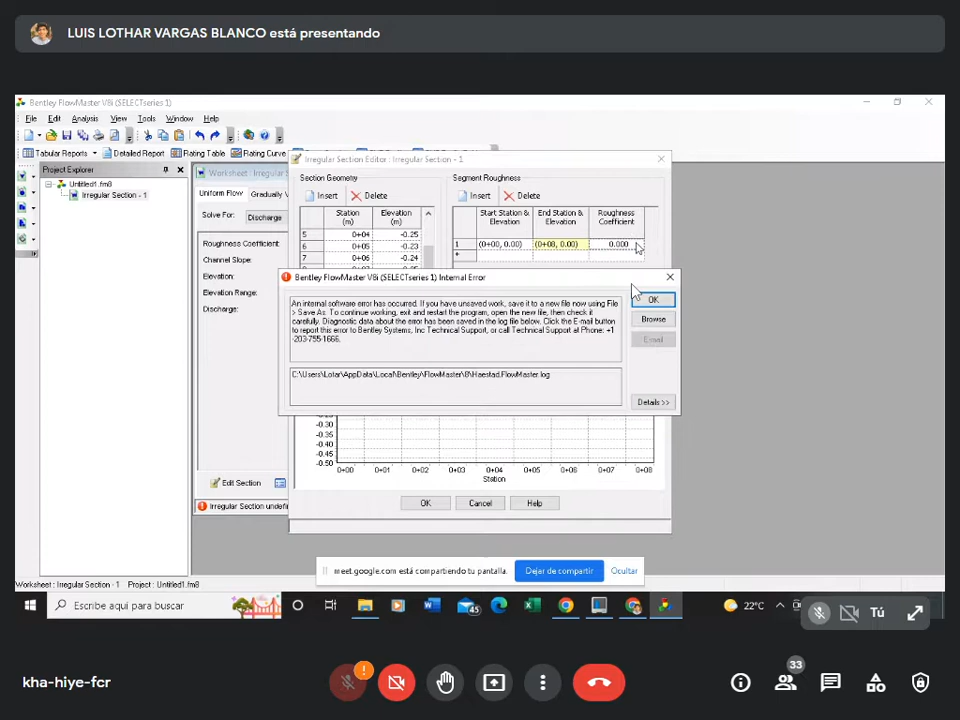 LUIS LOTHAR VARGAS BLANCO está presentando
Bentley FlowMaster V8i (SELECTseries 1)
File Edit Analysis View Tools Window Help
Tabular Reports Detailed Report Rating Table Rating Curve
Project Explorer
Untitled1.fm8
Irregular Section - 1
Worksheet : Irregular S
Uniform Flow Gradually
Solve For: Discharge
Roughness Coefficient:
Channel Slope:
Elevation:
Elevation Range:
Discharge:
Edit Section
Irregular Section undefin
Irregular Section Editor : Irregular Section - 1
Section Geometry
Insert Delete
Station (m) Elevation (m)
5 0+04 -0.25
6 0+05 -0.23
7 0+06 -0.24
Segment Roughness
Insert Delete
Start Station & Elevation End Station & Elevation Roughness Coefficient
1 (0+00, 0.00) (0+08, 0.00) 0.000
*
Bentley FlowMaster V8i (SELECTseries 1) Internal Error
An internal software error has occurred. If you have unsaved work, save it to a new file now using File
> Save As. To continue working, exit and restart the program, open the new file, then check it
carefully. Diagnostic data about the error has been saved in the log file below. Click the E-mail button
to report this error to Bentley Systems, Inc Technical Support, or call Technical Support at Phone: +1
-203-755-1666.
C:\Users\Lotar\AppData\Local\Bentley\FlowMaster\8\Haestad.FlowMaster.log
OK
Browse
E-mail
Details >>
-0.30
-0.35
-0.40
-0.45
-0.50
0+00 0+01 0+02 0+03 0+04 0+05 0+06 0+07 0+08
Station
OK Cancel Help
meet.google.com está compartiendo tu pantalla. Dejar de compartir Ocultar
Worksheet : Irregular Section - 1 Project : Untitled1.fm8
Escribe aquí para buscar
45
22°C
Tú
kha-hiye-fcr
33